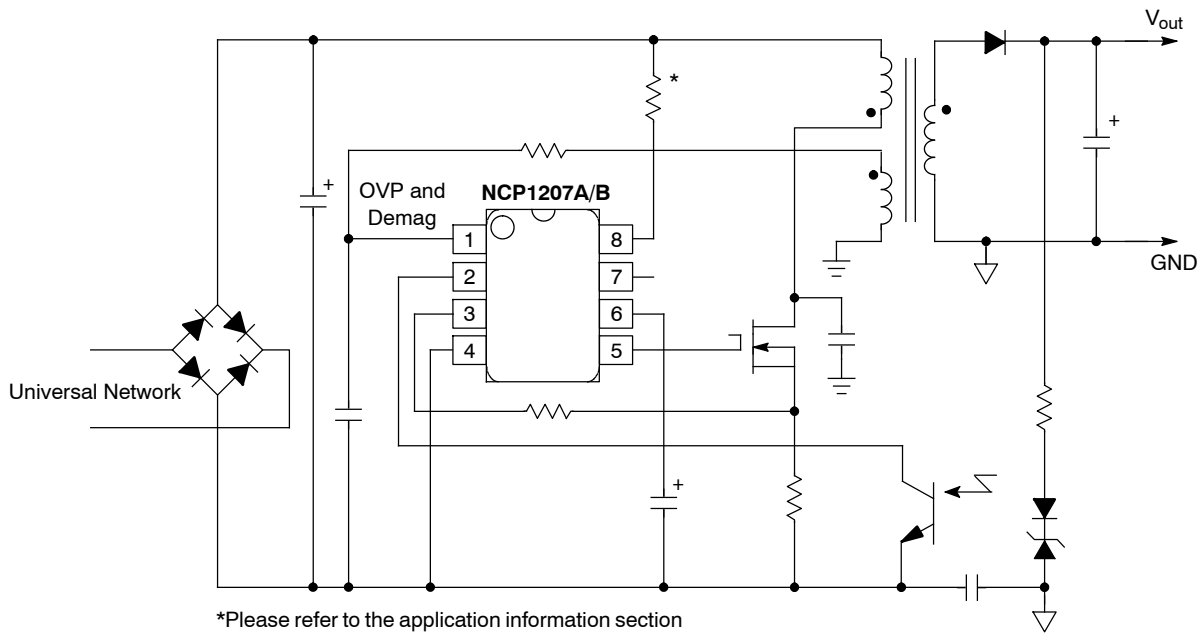 V_out
*
+
+
OVP and
Demag
NCP1207A/B
1
8
2
7
3
6
4
5
GND
Universal Network
+
*Please refer to the application information section